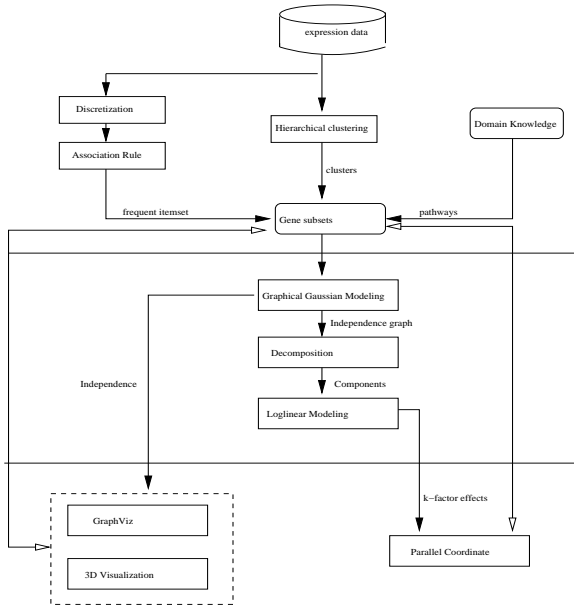 expression data
Discretization
Hierarchical clustering
Domain Knowledge
Association Rule
clusters
frequent itemset
Gene subsets
pathways
Graphical Gaussian Modeling
Independence graph
Decomposition
Independence
Components
Loglinear Modeling
k−factor effects
GraphViz
Parallel Coordinate
3D Visualization